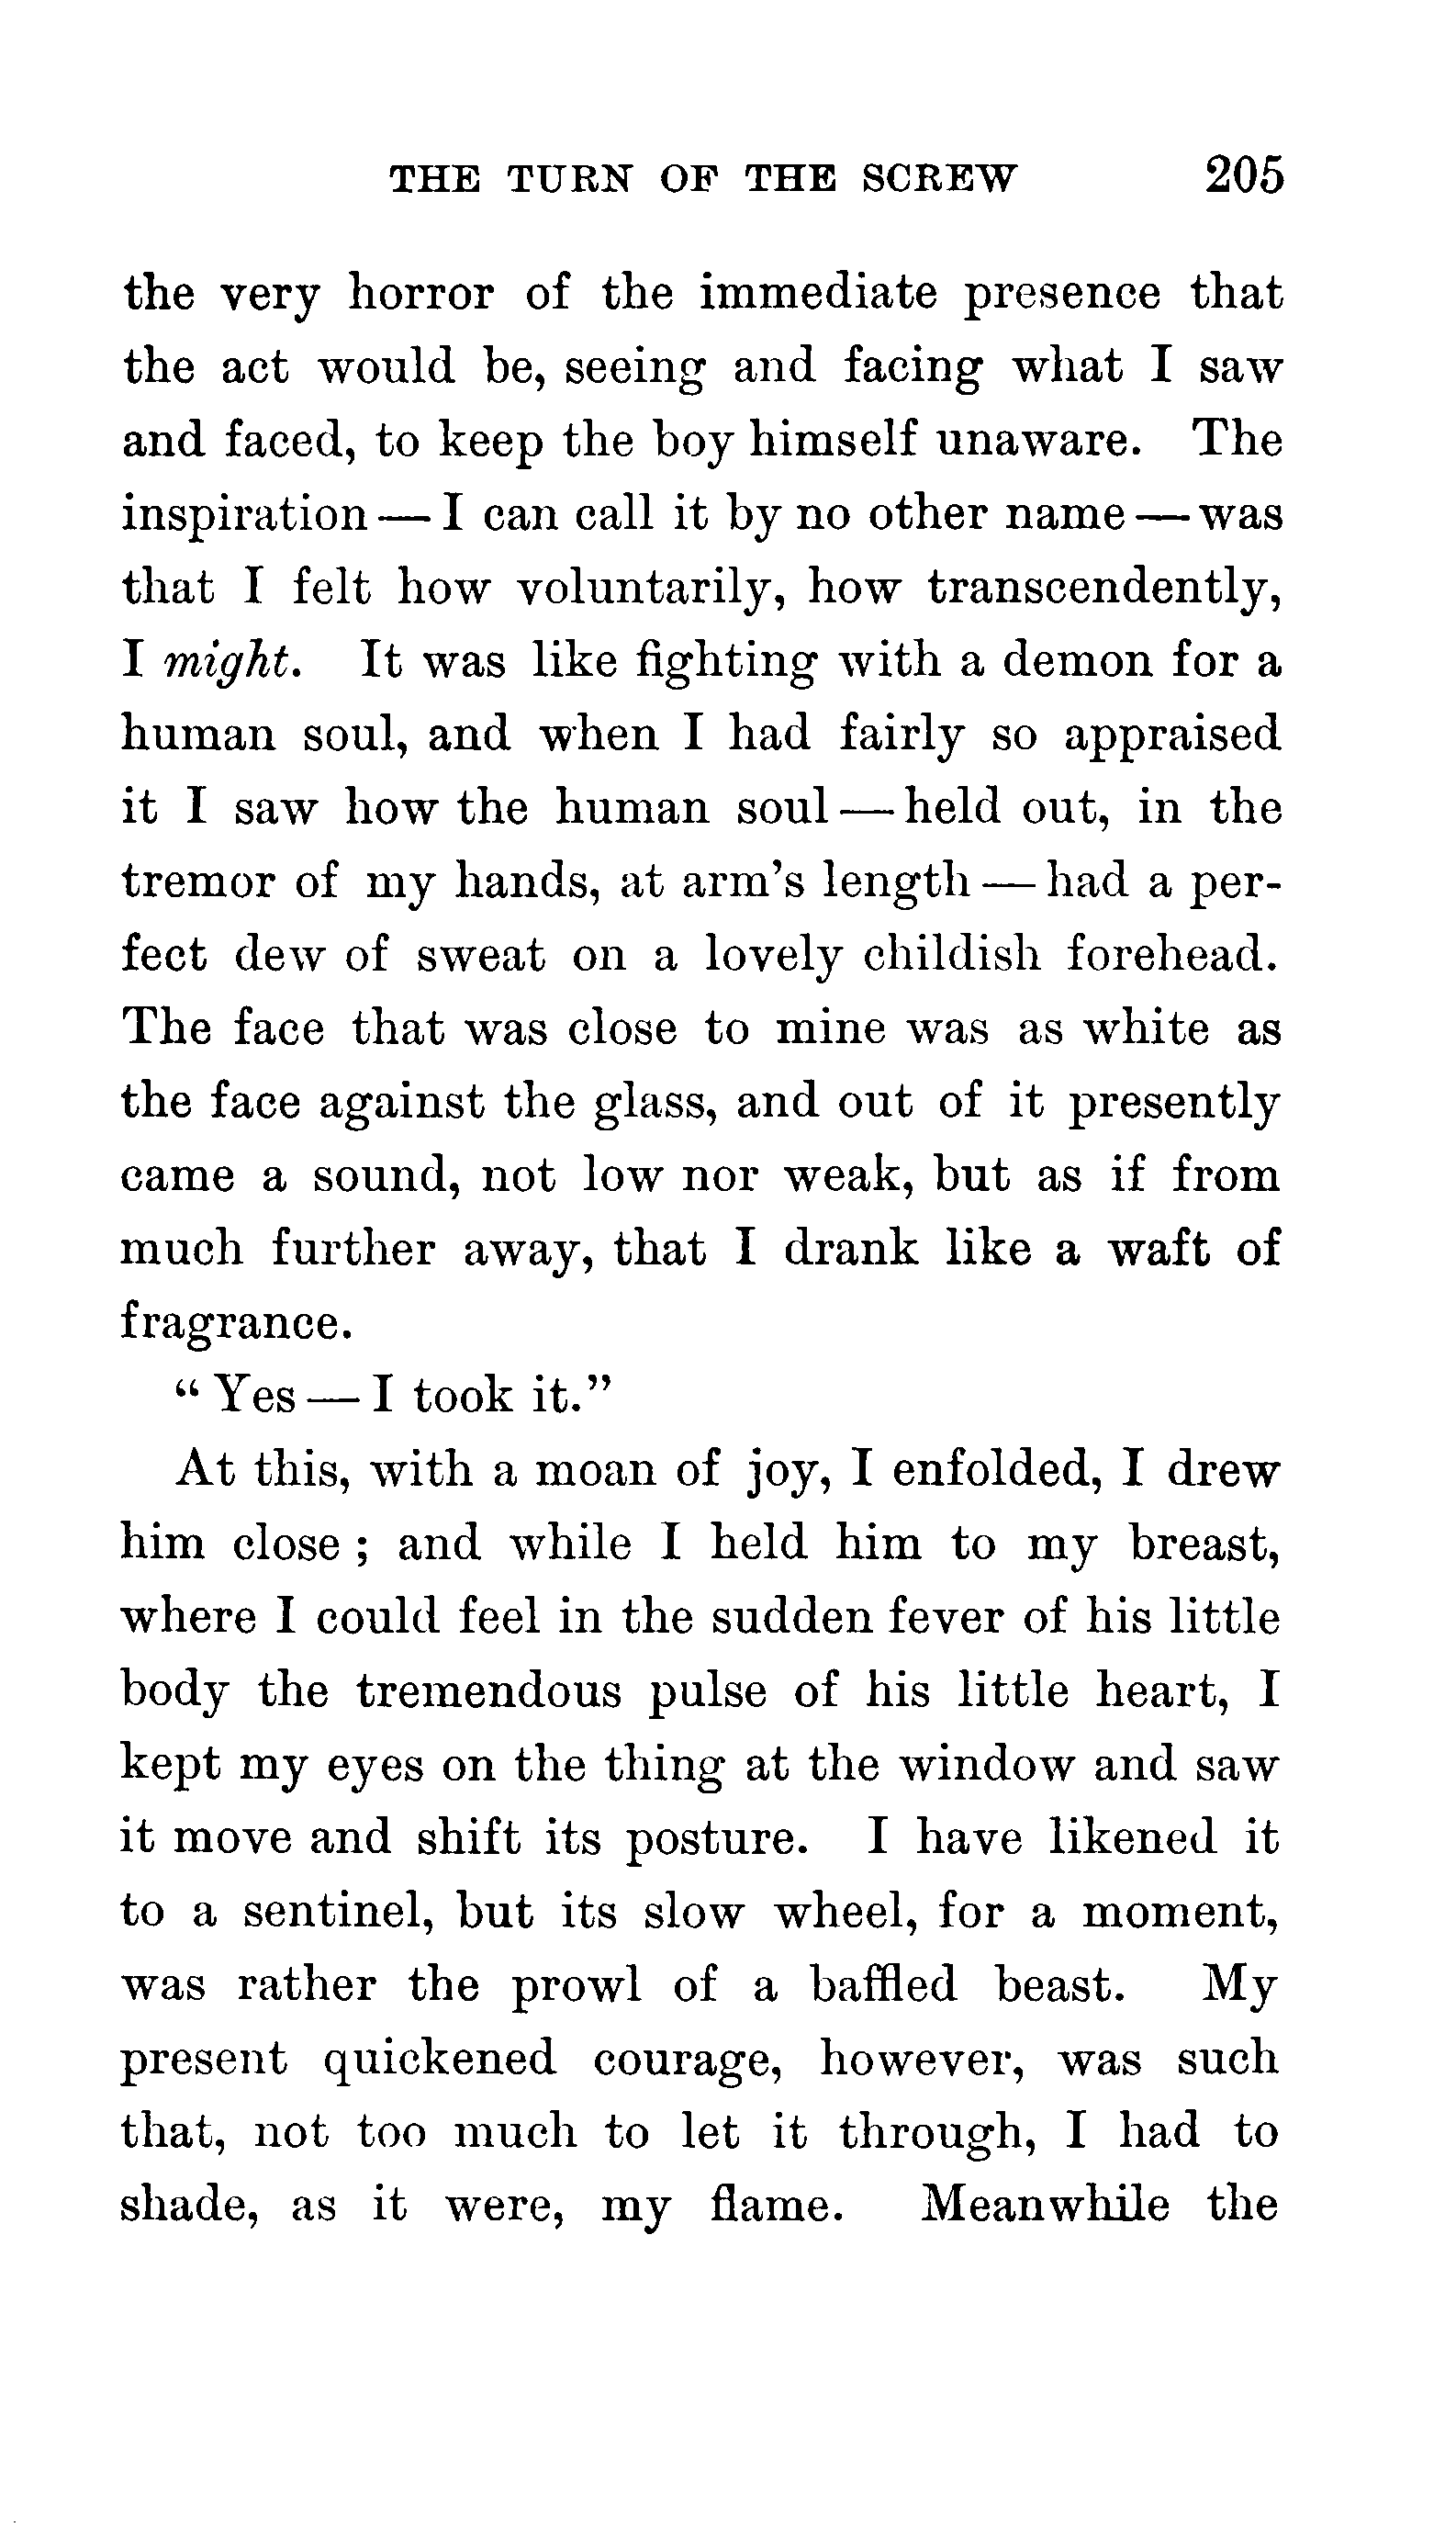 THE TURN OF THE SCREW 205
the very horror of the immediate presence that
the act would be, seeing and facing what I saw
and faced, to keep the boy himself unaware. The
inspiration — I can call it by no other name — was
that I felt how voluntarily, how transcendently,
I might. It was like fighting with a demon for a
human soul, and when I had fairly so appraised
it I saw how the human soul — held out, in the
tremor of my hands, at arm's length — had a per-
fect dew of sweat on a lovely childish forehead.
The face that was close to mine was as white as
the face against the glass, and out of it presently
came a sound, not low nor weak, but as if from
much further away, that I drank like a waft of
fragrance.
“ Yes — I took it.”
At this, with a moan of joy, I enfolded, I drew
him close ; and while I held him to my breast,
where I could feel in the sudden fever of his little
body the tremendous pulse of his little heart, I
kept my eyes on the thing at the window and saw
it move and shift its posture. I have likened it
to a sentinel, but its slow wheel, for a moment,
was rather the prowl of a baffled beast. My
present quickened courage, however, was such
that, not too much to let it through, I had to
shade, as it were, my flame. Meanwhile the